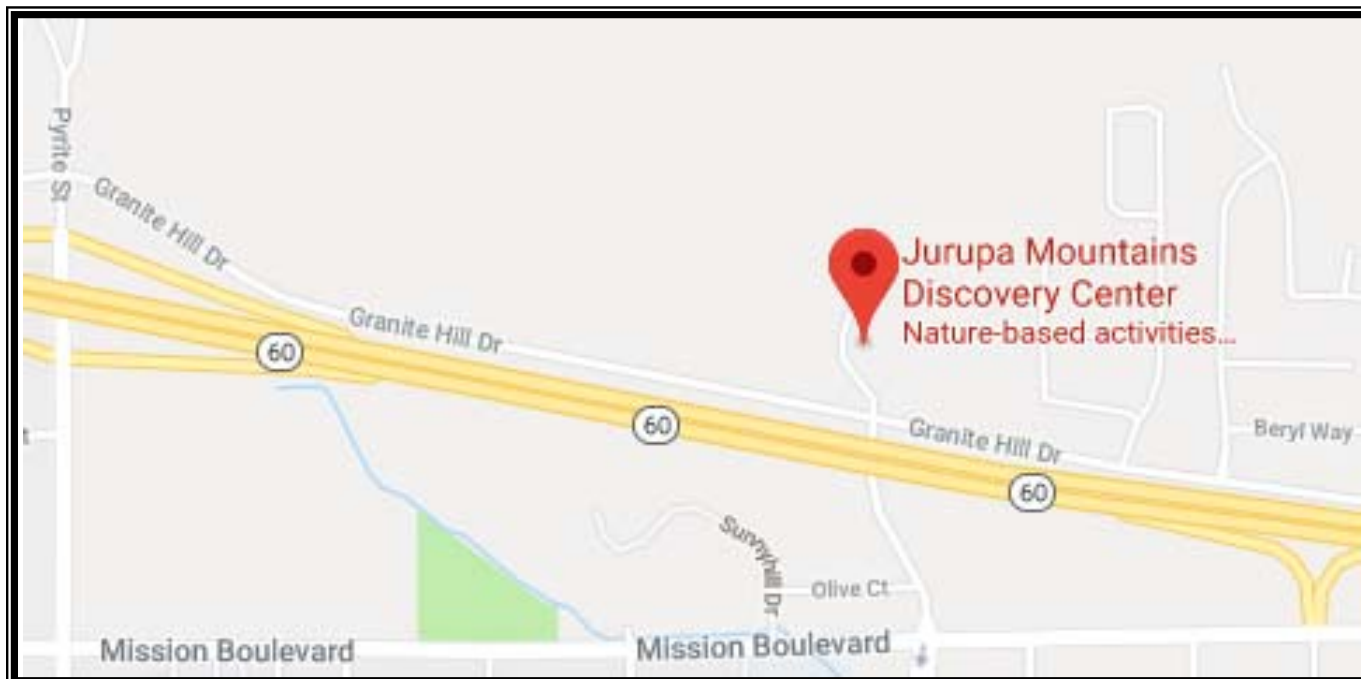 Pyrite St
Granite Hill Dr
Jurupa Mountains
Discovery Center
Nature-based activities...
Granite Hill Dr
60
60
Granite Hill Dr
Beryl Way
60
Sunnyhill Dr
Olive Ct
Mission Boulevard
Mission Boulevard